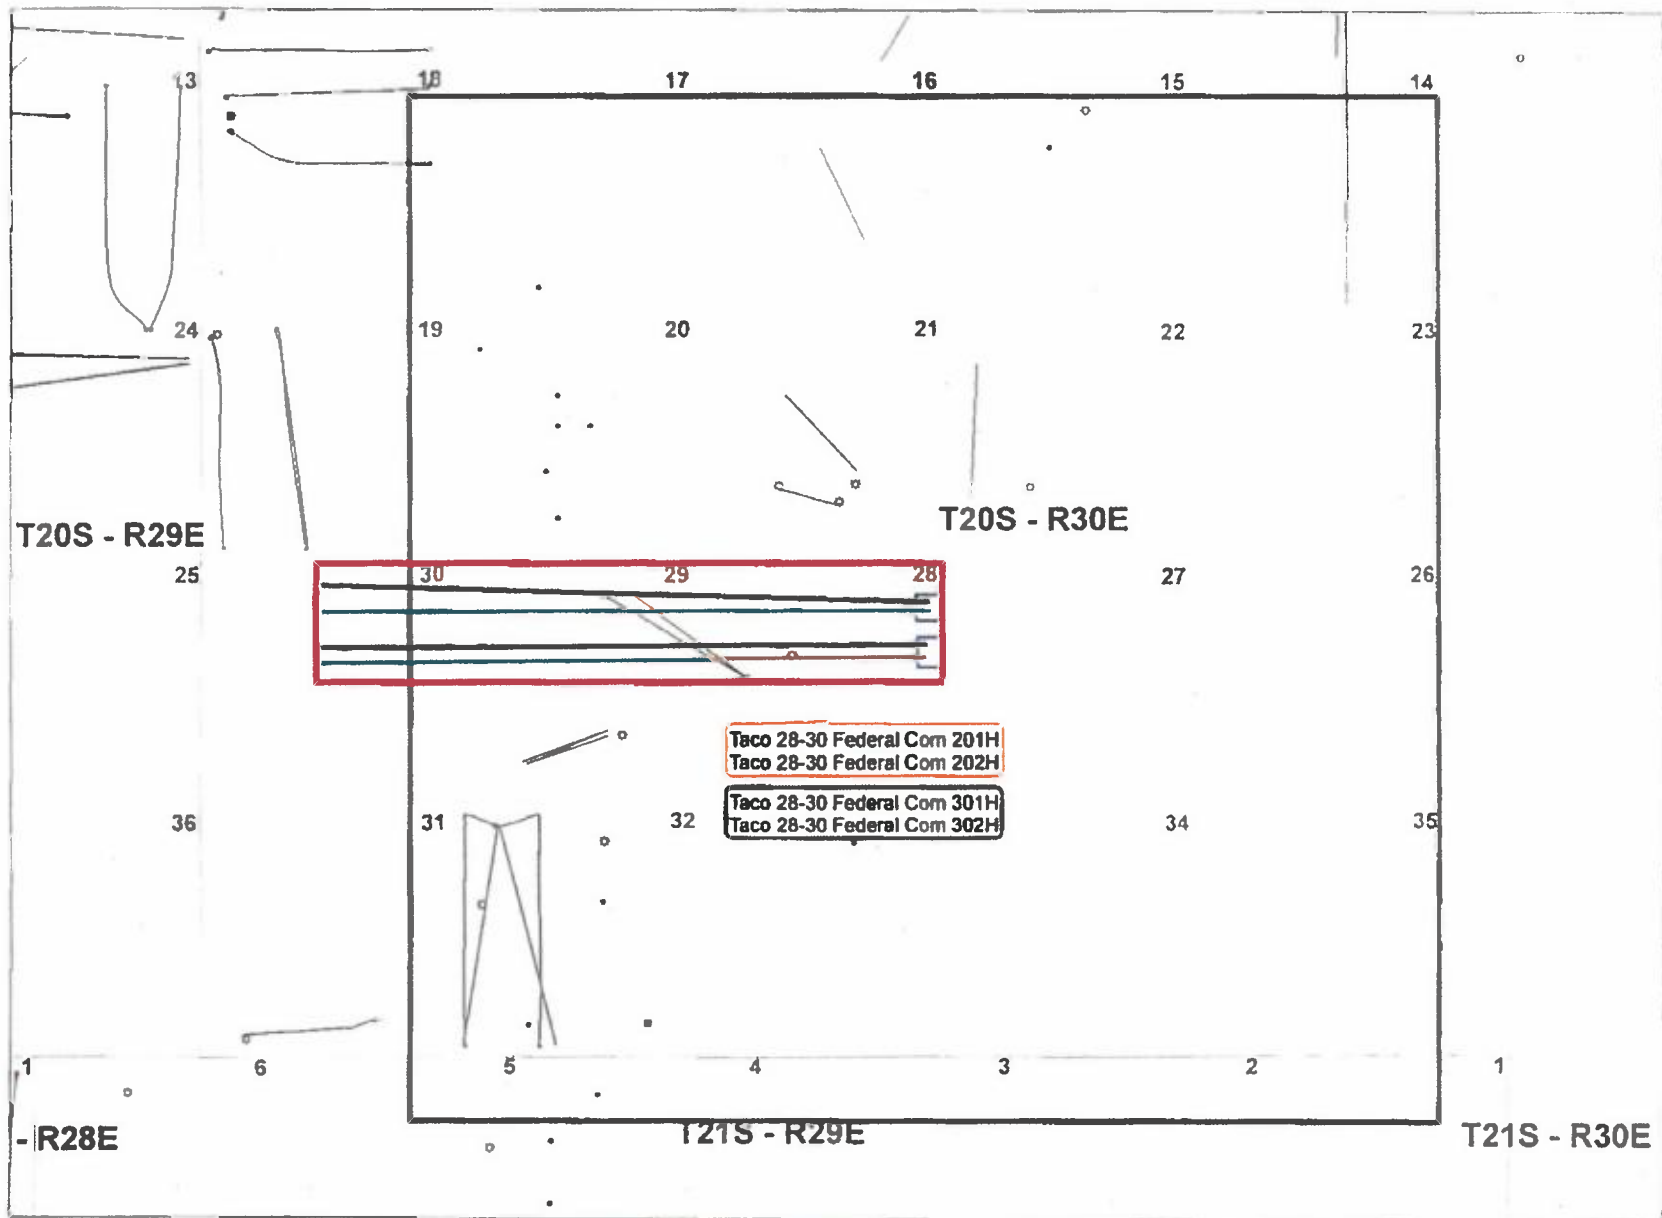 13 18 17 16 15 14
24 19 20 21 22 23
T20S - R29E
T20S - R30E
25 30 29 28 27 26
Taco 28-30 Federal Com 201H
Taco 28-30 Federal Com 202H
Taco 28-30 Federal Com 301H
Taco 28-30 Federal Com 302H
36 31 32 34 35
1 6 5 4 3 2 1
- R28E
T21S - R29E
T21S - R30E